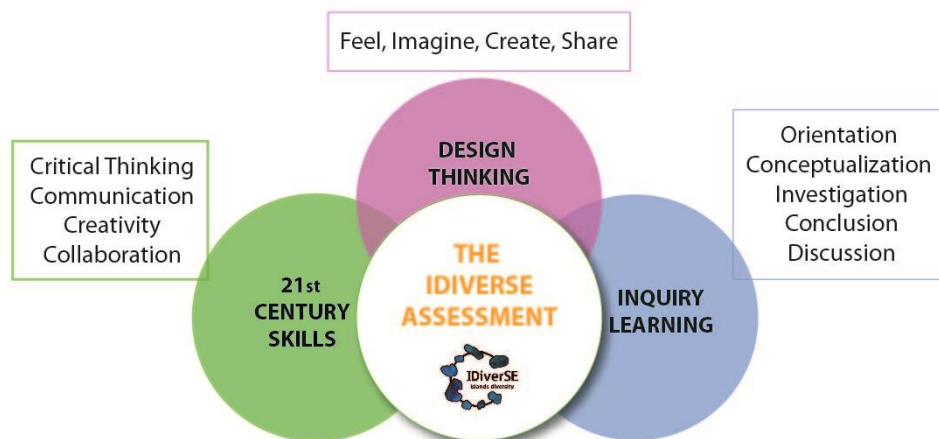 Feel, Imagine, Create, Share
DESIGN
THINKING
Critical Thinking
Communication
Creativity
Collaboration
Orientation
Conceptualization
Investigation
Conclusion
Discussion
21st
CENTURY
SKILLS
THE
IDIVERSE
ASSESSMENT
INQUIRY
LEARNING
IDiverSE
islands diversity